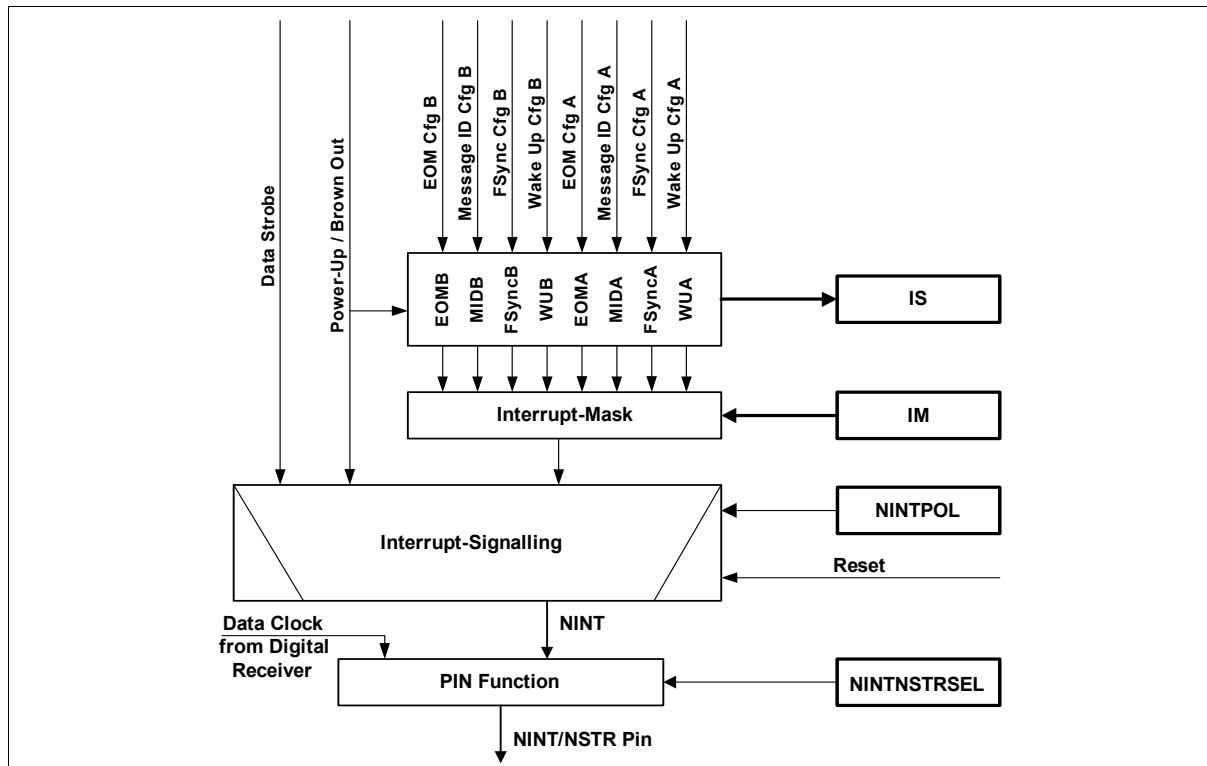 Data Strobe
Power-Up / Brown Out
EOM Cfg B
Message ID Cfg B
FSync Cfg B
Wake Up Cfg B
EOM Cfg A
Message ID Cfg A
FSync Cfg A
Wake Up Cfg A
EOMB
MIDB
FSyncB
WUB
EOMA
MIDA
FSyncA
WUA
IS
Interrupt-Mask
IM
Interrupt-Signalling
NINTPOL
Reset
Data Clock
from Digital
Receiver
NINT
PIN Function
NINTNSTRSEL
NINT/NSTR Pin